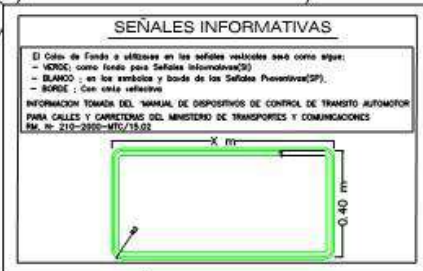 SEÑALES INFORMATIVAS
El Color de Fondo a utilizarse en las señales verticales será como sigue:
– VERDE: como fondo para Señales Informativas(SI)
– BLANCO : en los símbolos y borde de las Señales Preventivas(SP).
– BORDE : Con cinta reflectiva
INFORMACION TOMADA DEL "MANUAL DE DISPOSITIVOS DE CONTROL DE TRANSITO AUTOMOTOR
PARA CALLES Y CARRETERAS DEL MINISTERIO DE TRANSPORTES Y COMUNICACIONES
RM. Nº 210-2000-MTC/15.02
X m
0.40 m